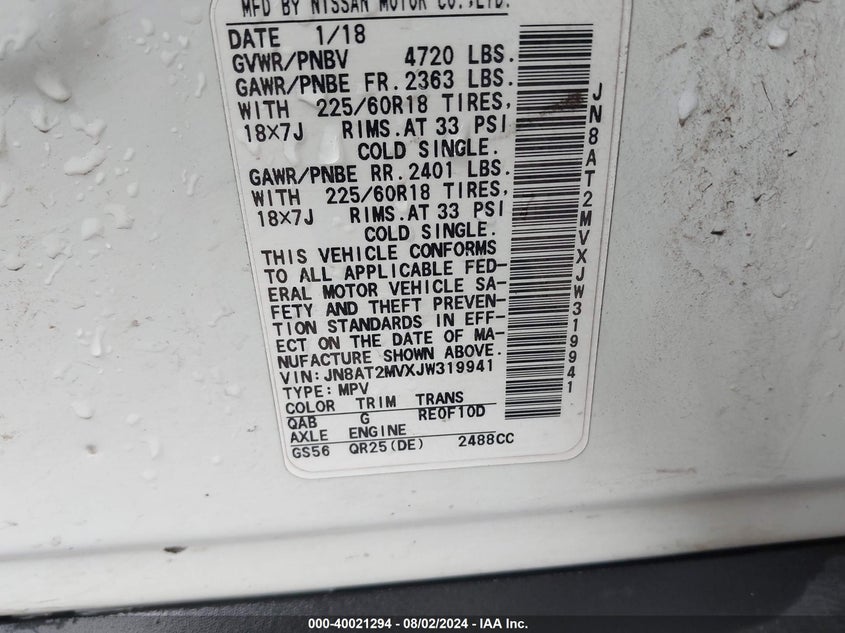 MFD BY NISSAN MOTOR CO.,LTD.
DATE 1/18
GVWR/PNBV 4720 LBS.
GAWR/PNBE FR. 2363 LBS.
WITH 225/60R18 TIRES,
18X7J RIMS. AT 33 PSI
COLD SINGLE.
GAWR/PNBE RR. 2401 LBS.
WITH 225/60R18 TIRES,
18X7J RIMS. AT 33 PSI
COLD SINGLE.
THIS VEHICLE CONFORMS
TO ALL APPLICABLE FED-
ERAL MOTOR VEHICLE SA-
FETY AND THEFT PREVEN-
TION STANDARDS IN EFF-
ECT ON THE DATE OF MA-
NUFACTURE SHOWN ABOVE.
VIN:JN8AT2MVXJW319941
TYPE:MPV
COLOR TRIM TRANS
QAB G RE0F10D
AXLE ENGINE
GS56 QR25(DE) 2488CC
JN8AT2MVXJW319941
000-40021294 - 08/02/2024 - IAA Inc.